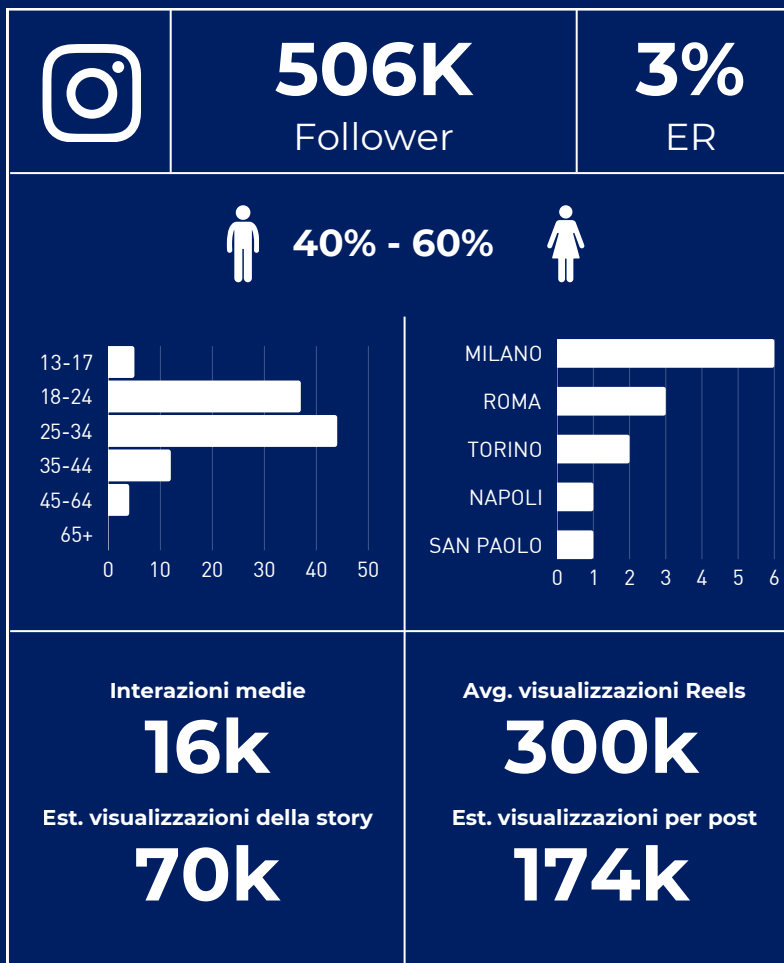 506K
Follower
3%
ER
40% - 60%
13-17
18-24
25-34
35-44
45-64
65+
0 10 20 30 40 50
MILANO
ROMA
TORINO
NAPOLI
SAN PAOLO
0 1 2 3 4 5 6
Interazioni medie
16k
Est. visualizzazioni della story
70k
Avg. visualizzazioni Reels
300k
Est. visualizzazioni per post
174k